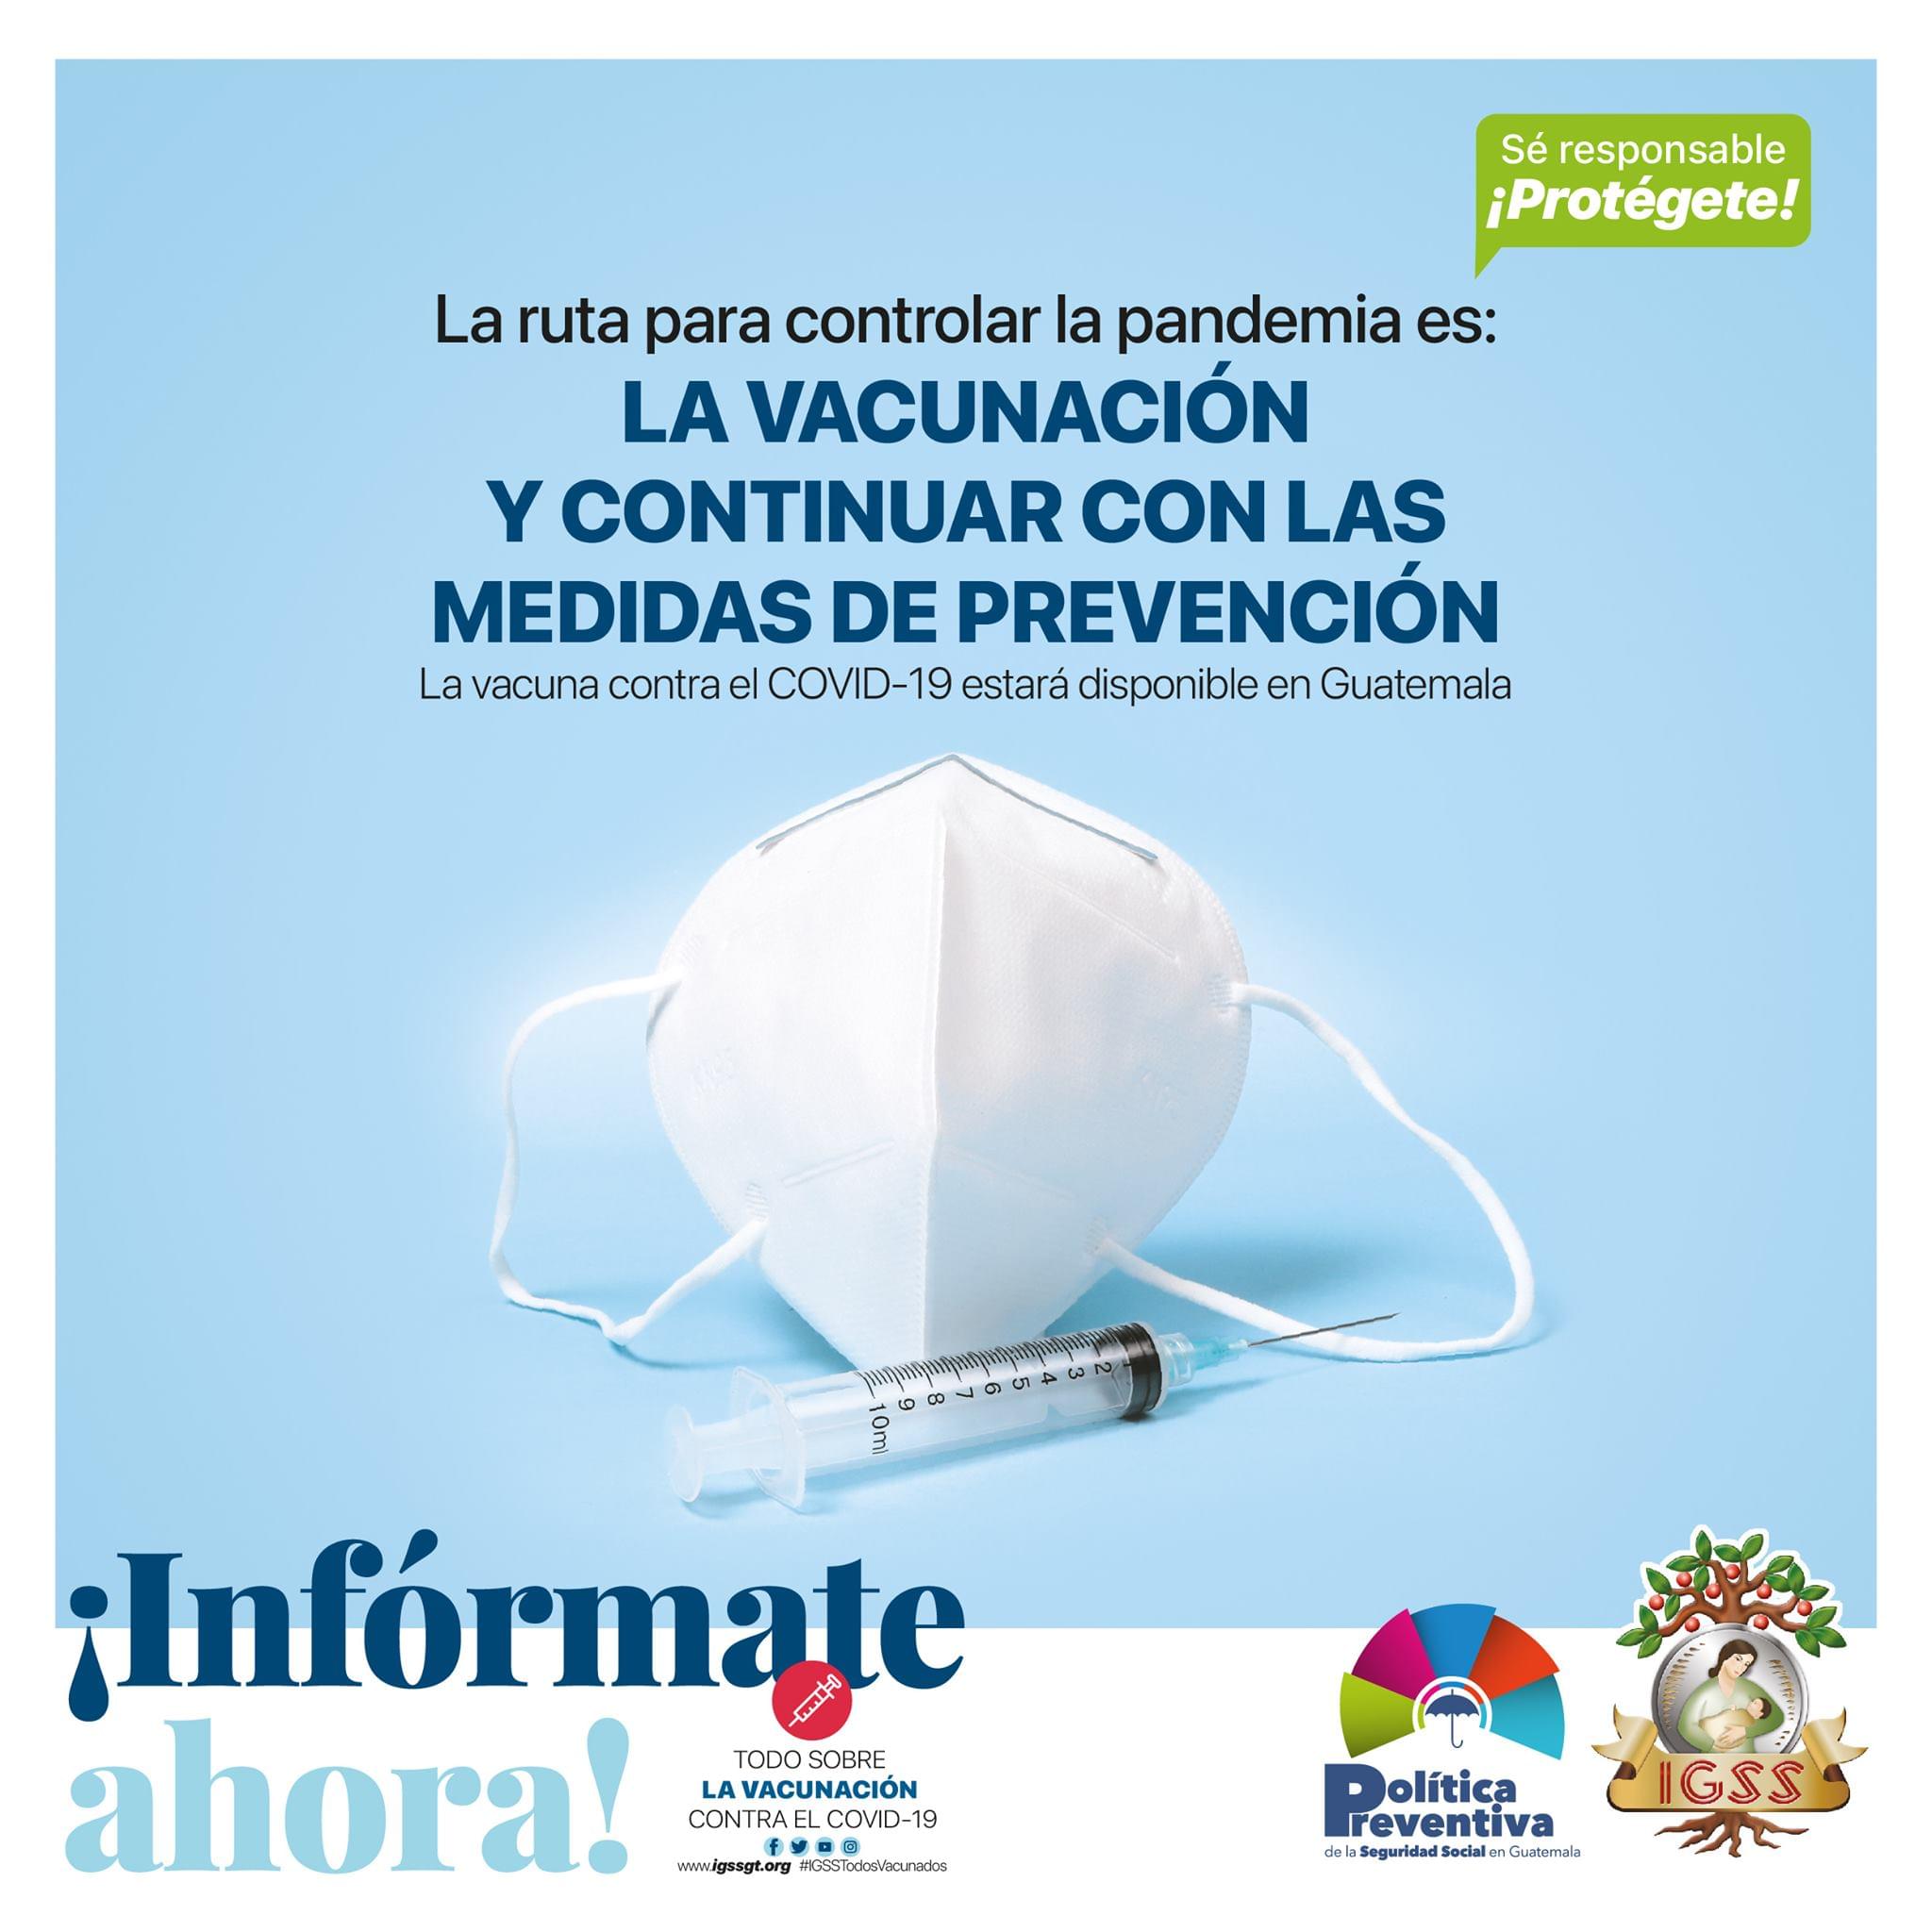 Sé responsable
¡Protégete!
La ruta para controlar la pandemia es:
LA VACUNACIÓN
Y CONTINUAR CON LAS
MEDIDAS DE PREVENCIÓN
La vacuna contra el COVID-19 estará disponible en Guatemala
2
3
4
5
6
7
8
9
10ml
¡Infórmate
ahora!
TODO SOBRE
LA VACUNACIÓN
CONTRA EL COVID-19
www.igssgt.org #IGSSTodosVacunados
Política
Preventiva
de la Seguridad Social en Guatemala
IGSS